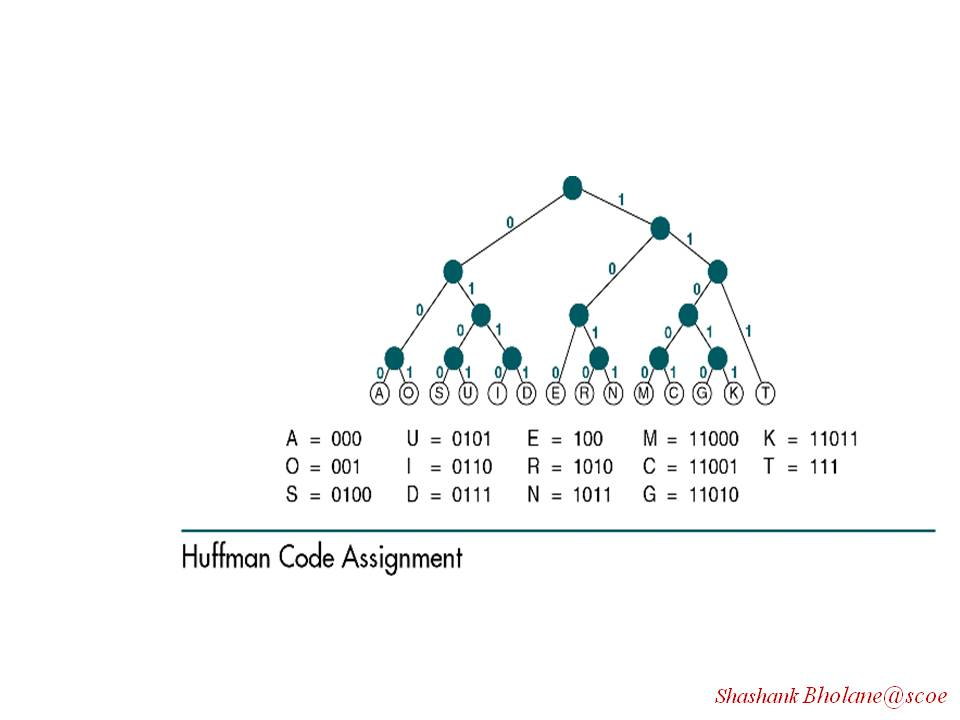 1
0
1
0
1
0
0
0
1
0
1
1
0
1
1
0 1 0 1 0 1 0 0 1 0 1 0 1
A O S U I D E R N M C G K T
A = 000 U = 0101 E = 100 M = 11000 K = 11011
O = 001 I = 0110 R = 1010 C = 11001 T = 111
S = 0100 D = 0111 N = 1011 G = 11010
Huffman Code Assignment
Shashank Bholane@scoe